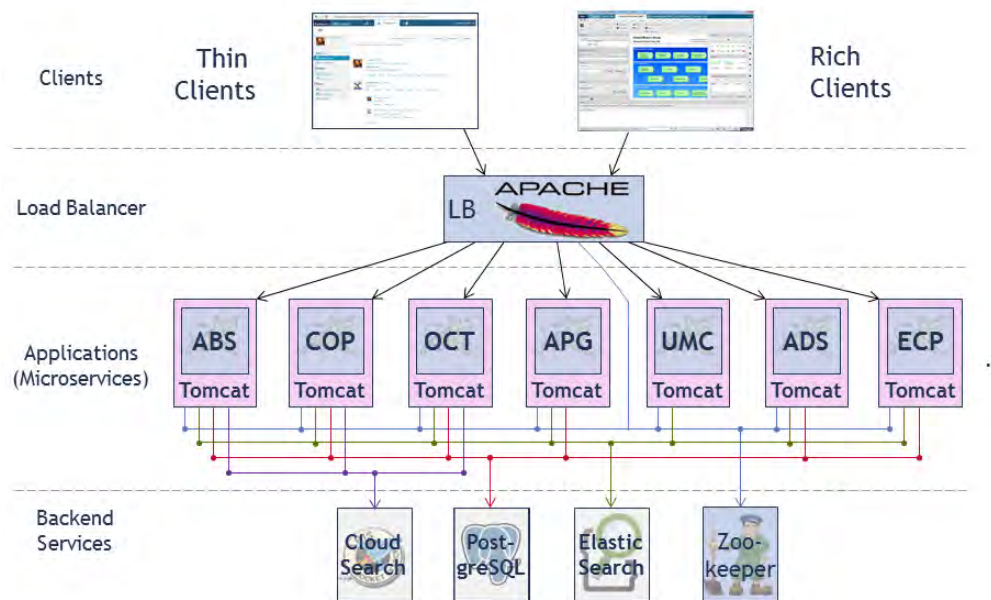 Clients
Thin
Clients
Rich
Clients
Load Balancer
LB
APACHE
Applications
(Microservices)
ABS
COP
OCT
APG
UMC
ADS
ECP
Tomcat
Tomcat
Tomcat
Tomcat
Tomcat
Tomcat
Tomcat
.
Backend
Services
Cloud
Search
Post-
greSQL
Elastic
Search
Zoo-
keeper